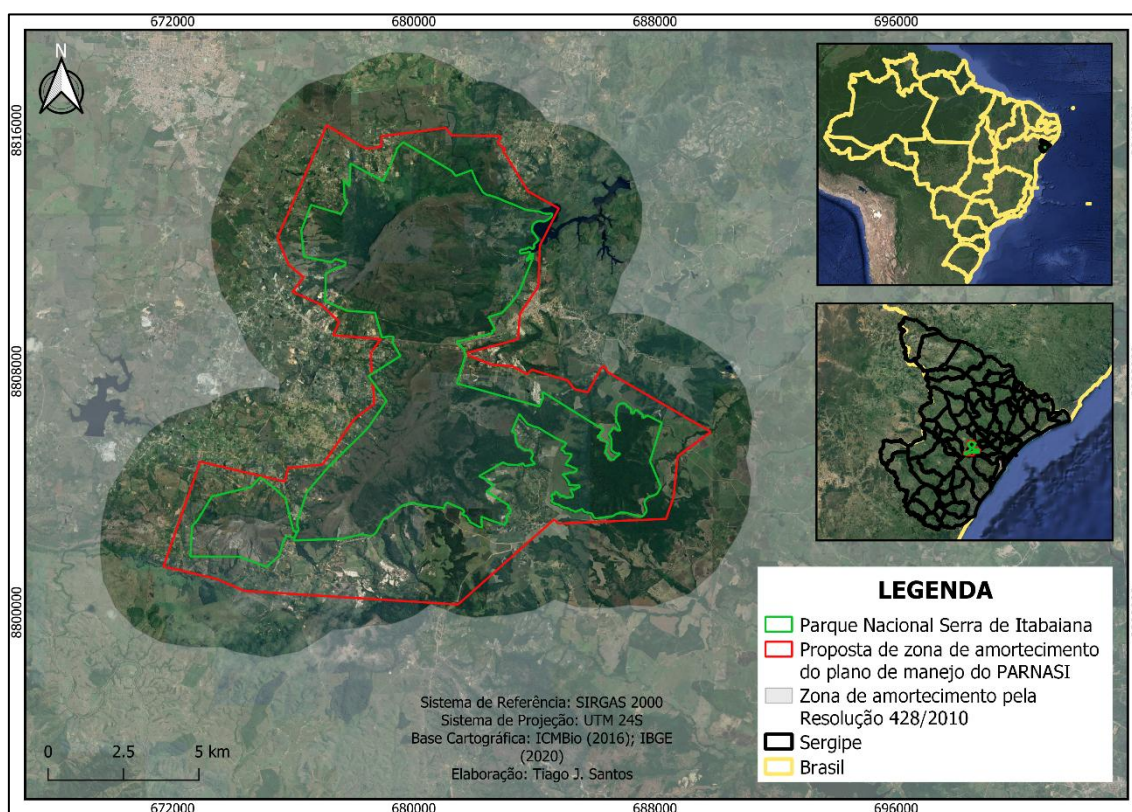 672000
680000
688000
696000
8816000
8808000
8800000
8816000
8808000
8800000
N
LEGENDA
Parque Nacional Serra de Itabaiana
Proposta de zona de amortecimento
do plano de manejo do PARNASI
Zona de amortecimento pela
Resolução 428/2010
Sergipe
Brasil
Sistema de Referência: SIRGAS 2000
Sistema de Projeção: UTM 24S
Base Cartográfica: ICMBio (2016); IBGE
(2020)
Elaboração: Tiago J. Santos
0
2.5
5 km
672000
680000
688000
696000